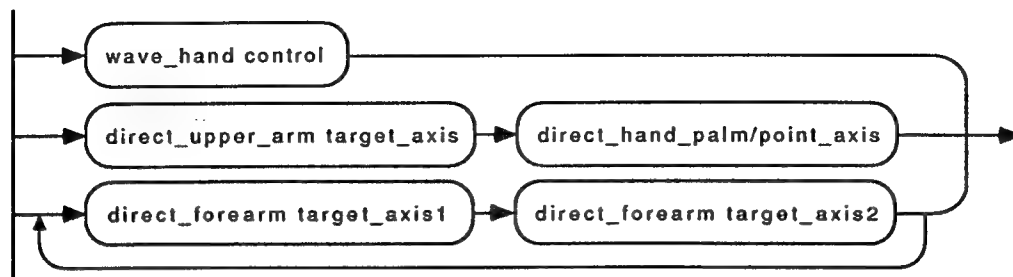 wave_hand control
direct_upper_arm target_axis
direct_hand_palm/point_axis
direct_forearm target_axis1
direct_forearm target_axis2